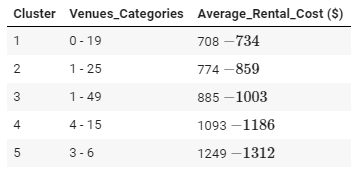 Cluster Venues_Categories Average_Rental_Cost ($)
1 0 - 19 708 −734
2 1 - 25 774 −859
3 1 - 49 885 −1003
4 4 - 15 1093 −1186
5 3 - 6 1249 −1312